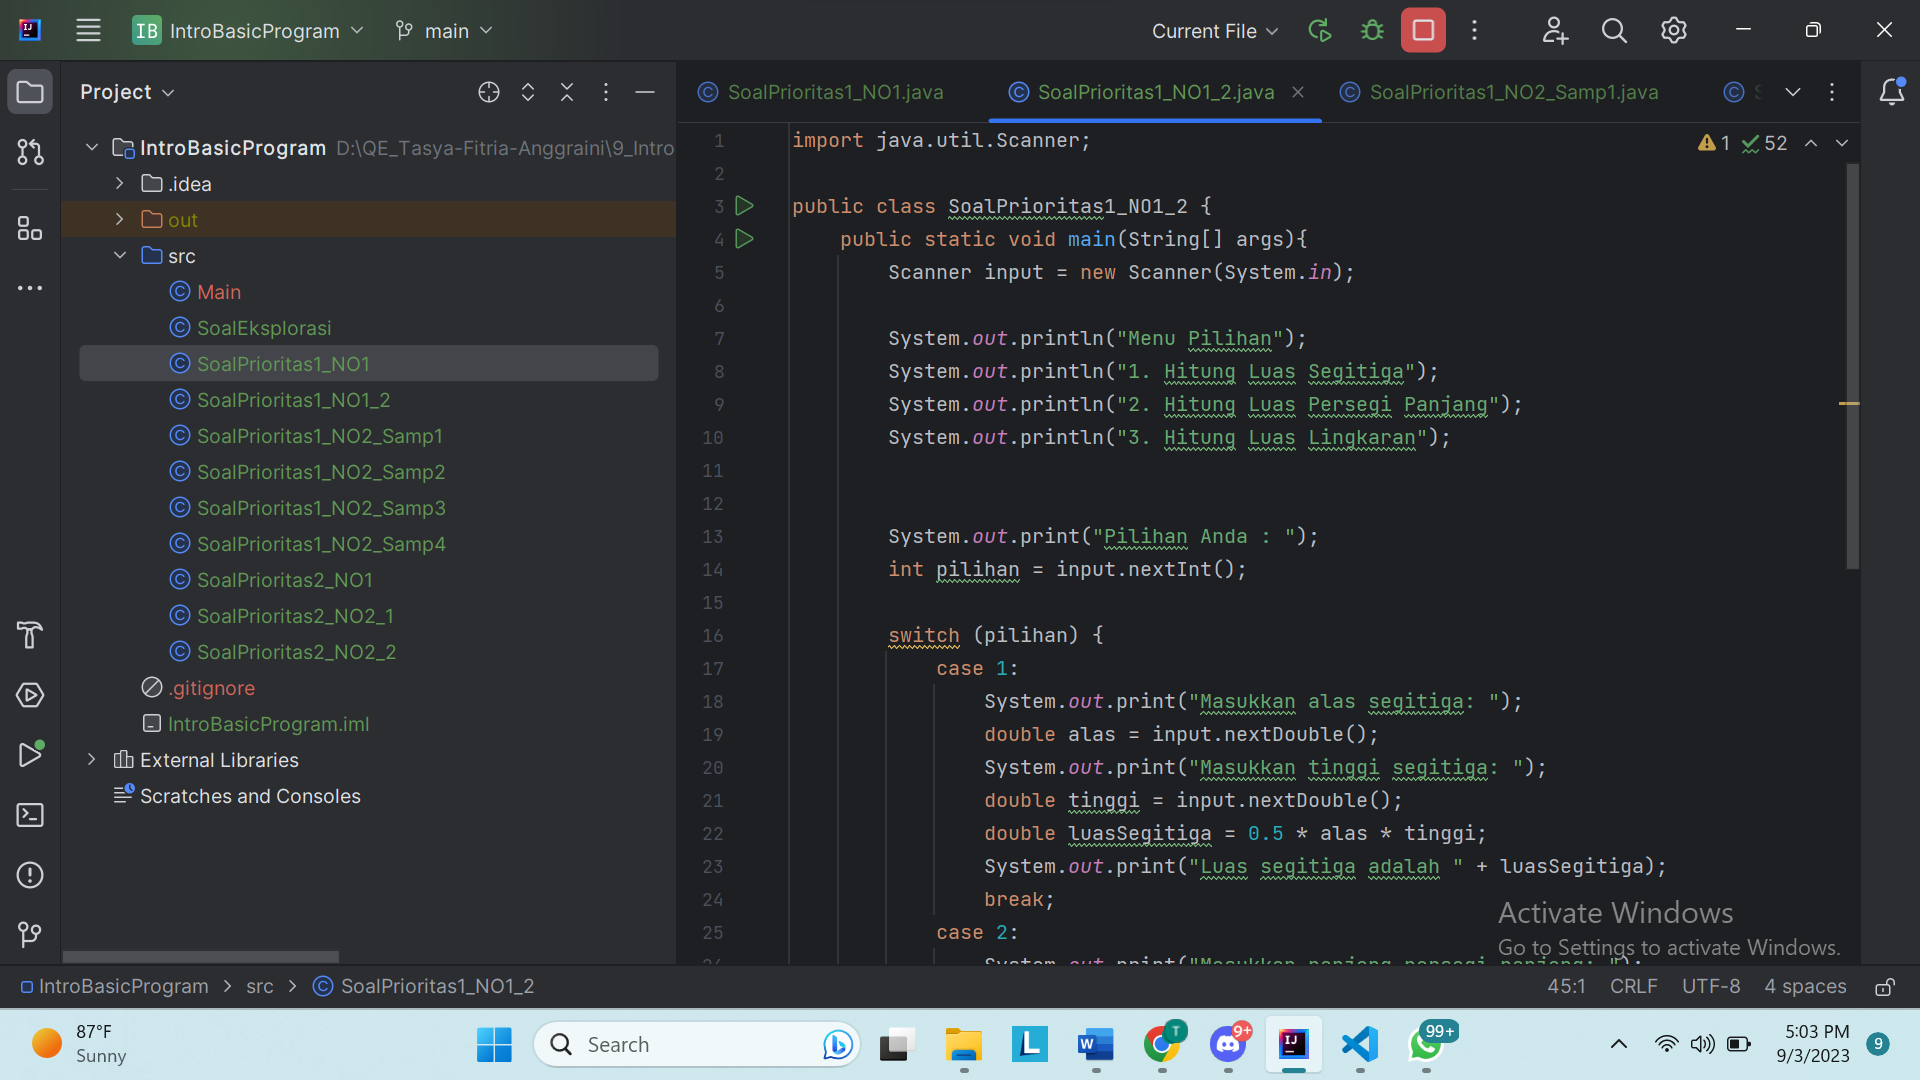 IB IntroBasicProgram main Current File
Project
SoalPrioritas1_NO1.java SoalPrioritas1_NO1_2.java SoalPrioritas1_NO2_Samp1.java
IntroBasicProgram D:\QE_Tasya-Fitria-Anggraini\9_Intro
.idea
out
src
Main
SoalEksplorasi
SoalPrioritas1_NO1
SoalPrioritas1_NO1_2
SoalPrioritas1_NO2_Samp1
SoalPrioritas1_NO2_Samp2
SoalPrioritas1_NO2_Samp3
SoalPrioritas1_NO2_Samp4
SoalPrioritas2_NO1
SoalPrioritas2_NO2_1
SoalPrioritas2_NO2_2
.gitignore
IntroBasicProgram.iml
External Libraries
Scratches and Consoles
1 52
1 import java.util.Scanner;
2
3 public class SoalPrioritas1_NO1_2 {
4 public static void main(String[] args){
5 Scanner input = new Scanner(System.in);
6
7 System.out.println("Menu Pilihan");
8 System.out.println("1. Hitung Luas Segitiga");
9 System.out.println("2. Hitung Luas Persegi Panjang");
10 System.out.println("3. Hitung Luas Lingkaran");
11
12
13 System.out.print("Pilihan Anda : ");
14 int pilihan = input.nextInt();
15
16 switch (pilihan) {
17 case 1:
18 System.out.print("Masukkan alas segitiga: ");
19 double alas = input.nextDouble();
20 System.out.print("Masukkan tinggi segitiga: ");
21 double tinggi = input.nextDouble();
22 double luasSegitiga = 0.5 * alas * tinggi;
23 System.out.print("Luas segitiga adalah " + luasSegitiga);
24 break;
25 case 2:
Activate Windows
Go to Settings to activate Windows.
IntroBasicProgram > src > SoalPrioritas1_NO1_2 45:1 CRLF UTF-8 4 spaces
87°F
Sunny
Search
T
9+
99+
5:03 PM
9/3/2023
9